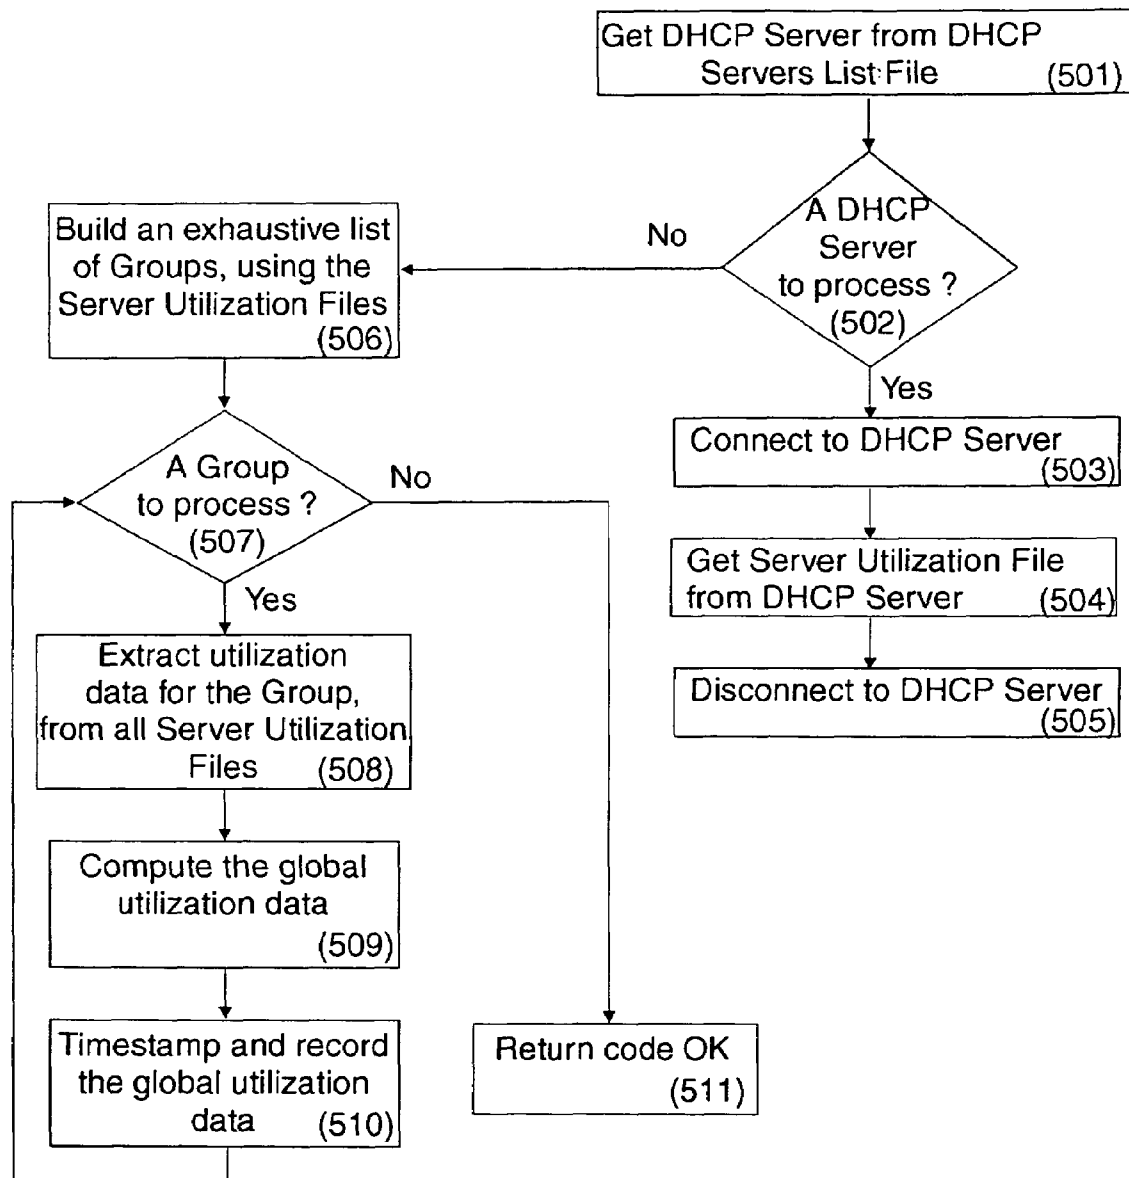 Get DHCP Server from DHCP
Servers List File (501)
A DHCP
Server
to process ?
(502)
No
Yes
Build an exhaustive list
of Groups, using the
Server Utilization Files
(506)
Connect to DHCP Server
(503)
A Group
to process ?
(507)
No
Yes
Get Server Utilization File
from DHCP Server (504)
Extract utilization
data for the Group,
from all Server Utilization
Files (508)
Disconnect to DHCP Server
(505)
Compute the global
utilization data
(509)
Timestamp and record
the global utilization
data (510)
Return code OK
(511)